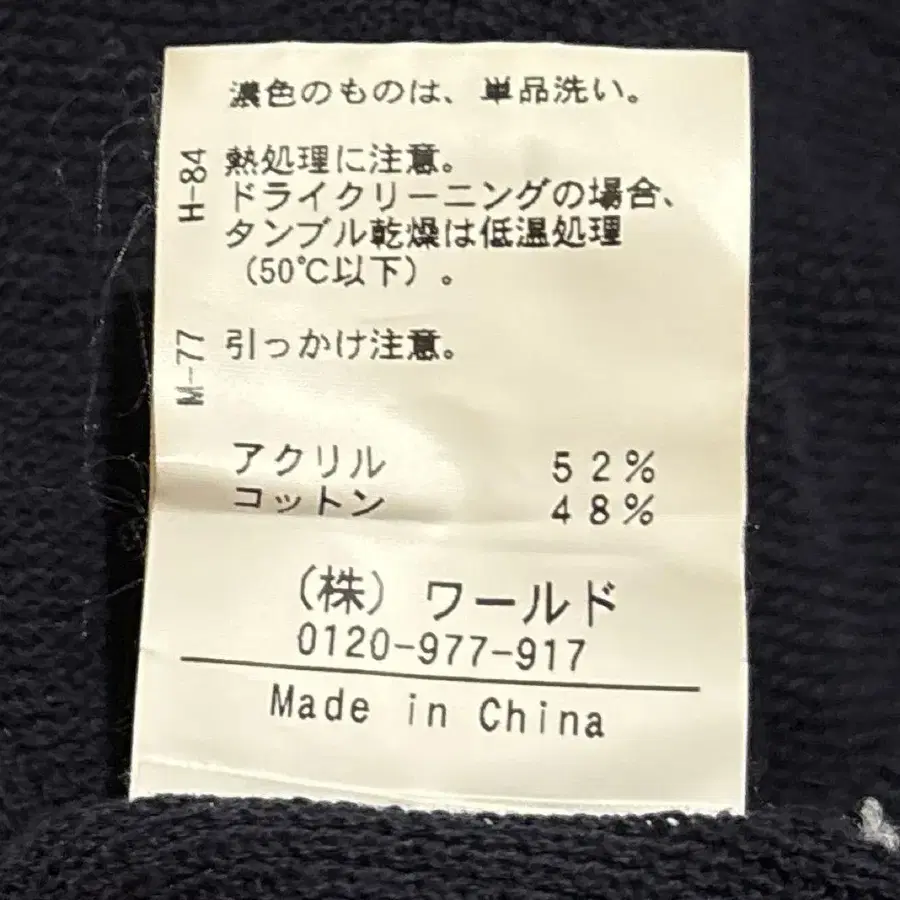 濃色のものは、単品洗い。
H-84
熱処理に注意。
ドライクリーニングの場合、
タンブル乾燥は低温処理
（50℃以下）。
M-77
引っかけ注意。
アクリル 52%
コットン 48%
（株）ワールド
0120-977-917
Made in China